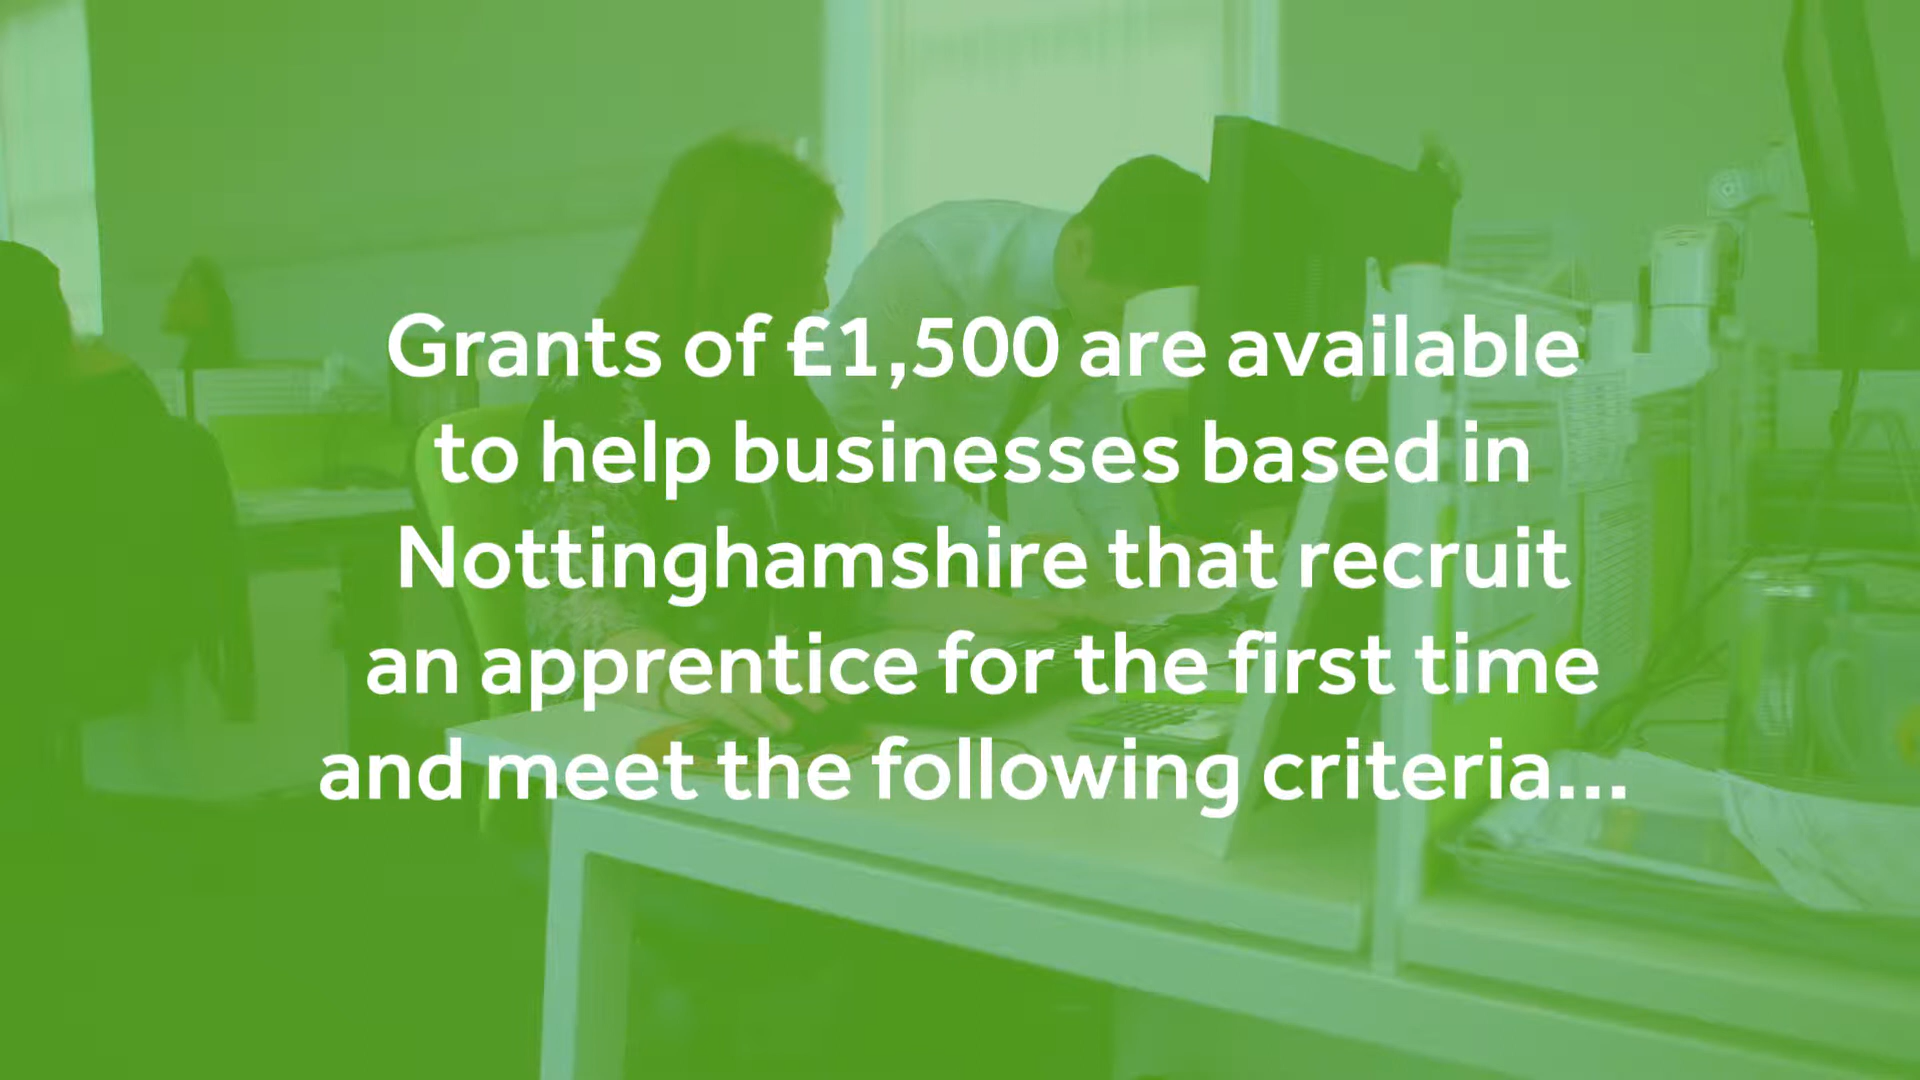 Grants of £1,500 are available
to help businesses based in
Nottinghamshire that recruit
an apprentice for the first time
and meet the following criteria...